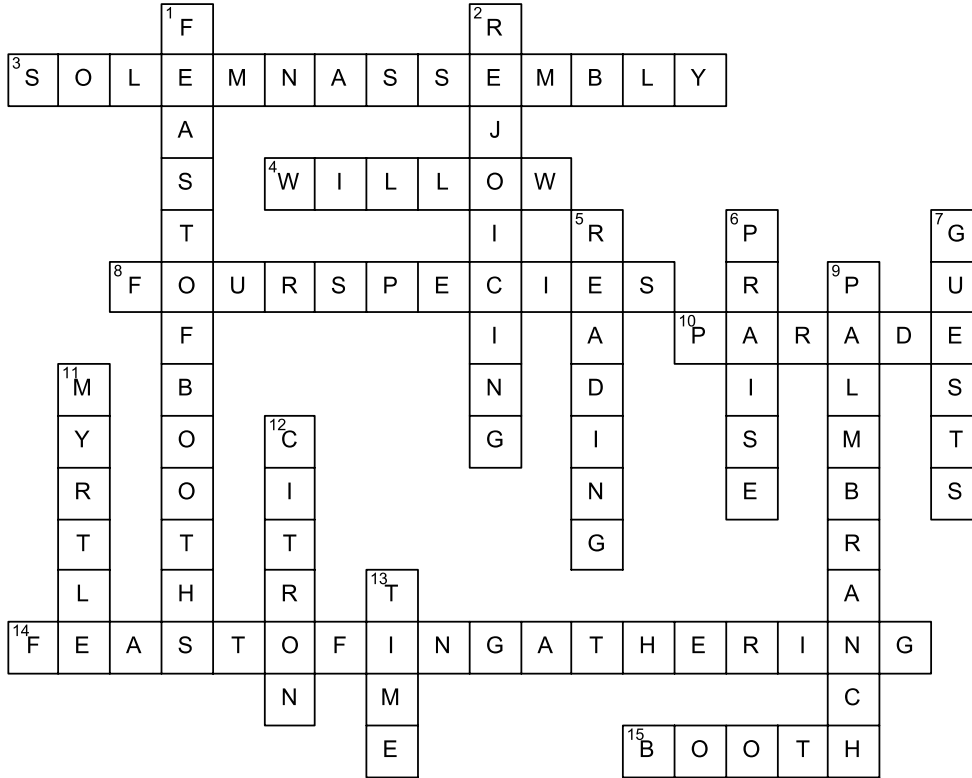 1 F 2 R
3 S O L E M N A S S E M B L Y
A J
S 4 W I L L O W
T I 5 R 6 P 7 G
8 F O U R S P E C I E S R 9 P U
F I A 10 P A R A D E
11 M B N D I L S
Y O 12 C G I S M T
R O I N E B S
T T T G R
L H R 13 T A
14 F E A S T O F I N G A T H E R I N G
N M C
E 15 B O O T H